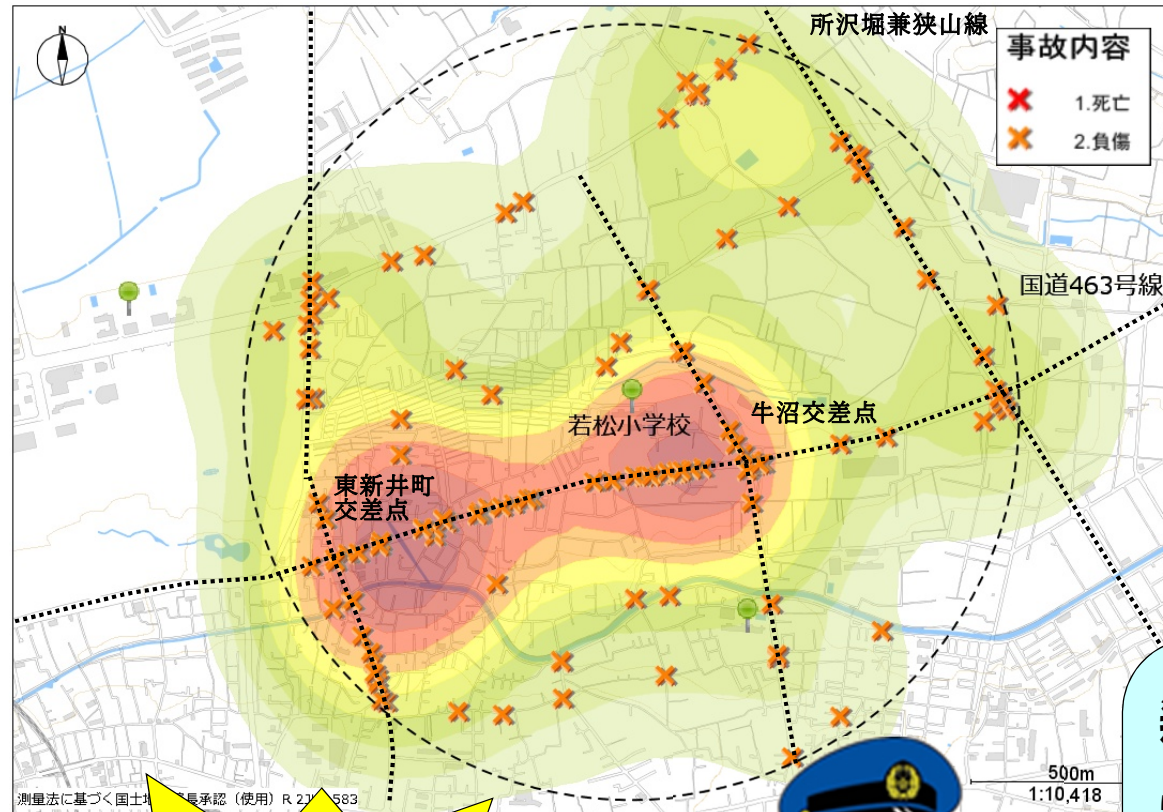 N
所沢堀兼狭山線
事故内容
1.死亡
2.負傷
国道463号線
牛沼交差点
若松小学校
東新井町
交差点
500m
1:10,418
測量法に基づく国土地
長承認（使用）R 2J
583